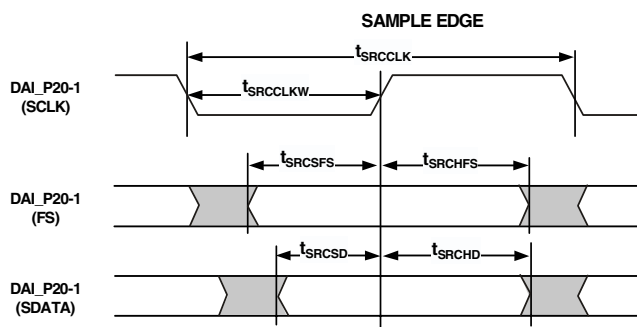 SAMPLE EDGE
tSRCCLK
DAI_P20-1
(SCLK)
tSRCCLKW
tSRCSFS
tSRCHFS
DAI_P20-1
(FS)
tSRCSD
tSRCHD
DAI_P20-1
(SDATA)